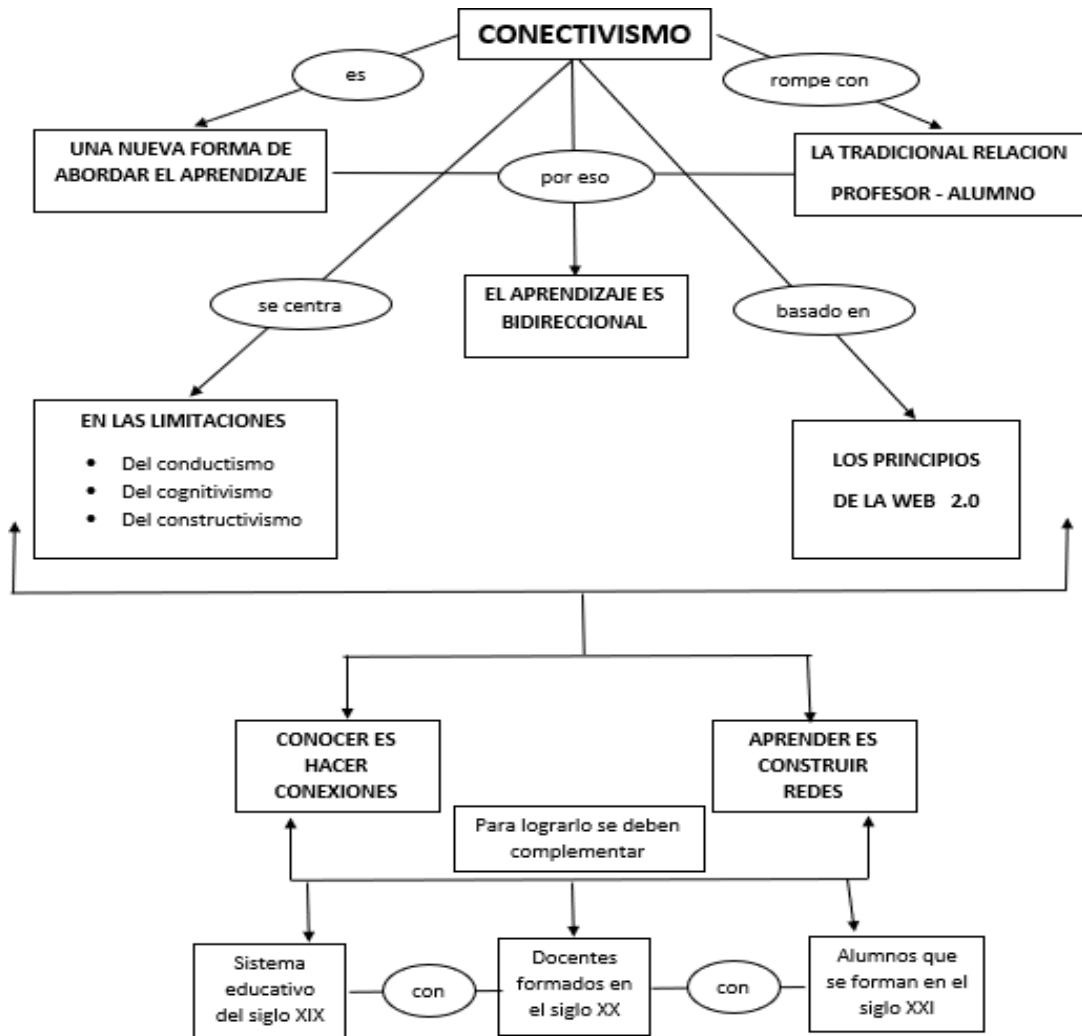 CONECTIVISMO
es
rompe con
UNA NUEVA FORMA DE
ABORDAR EL APRENDIZAJE
por eso
LA TRADICIONAL RELACION
PROFESOR - ALUMNO
se centra
EL APRENDIZAJE ES
BIDIRECCIONAL
basado en
EN LAS LIMITACIONES
• Del conductismo
• Del cognitivismo
• Del constructivismo
LOS PRINCIPIOS
DE LA WEB 2.0
CONOCER ES
HACER
CONEXIONES
APRENDER ES
CONSTRUIR
REDES
Para lograrlo se deben
complementar
Sistema
educativo
del siglo XIX
con
Docentes
formados en
el siglo XX
con
Alumnos que
se forman en el
siglo XXI